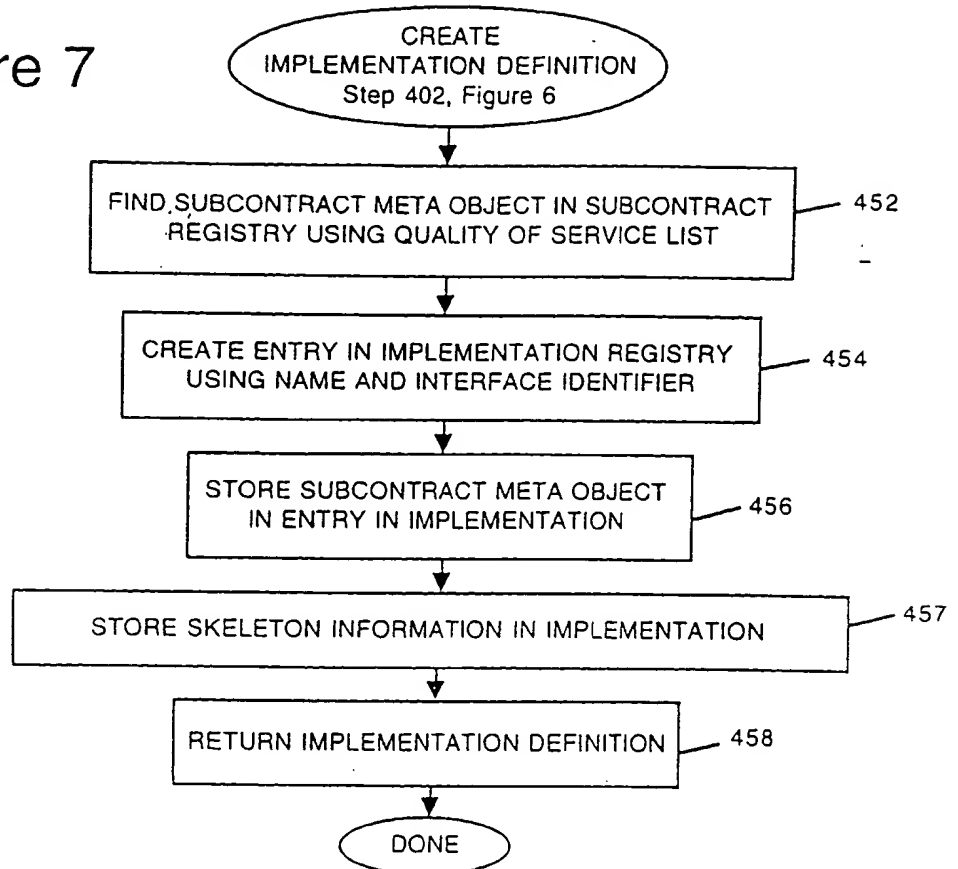 re 7
CREATE
IMPLEMENTATION DEFINITION
Step 402, Figure 6
FIND SUBCONTRACT META OBJECT IN SUBCONTRACT
REGISTRY USING QUALITY OF SERVICE LIST
452
CREATE ENTRY IN IMPLEMENTATION REGISTRY
USING NAME AND INTERFACE IDENTIFIER
454
STORE SUBCONTRACT META OBJECT
IN ENTRY IN IMPLEMENTATION
456
STORE SKELETON INFORMATION IN IMPLEMENTATION
457
RETURN IMPLEMENTATION DEFINITION
458
DONE